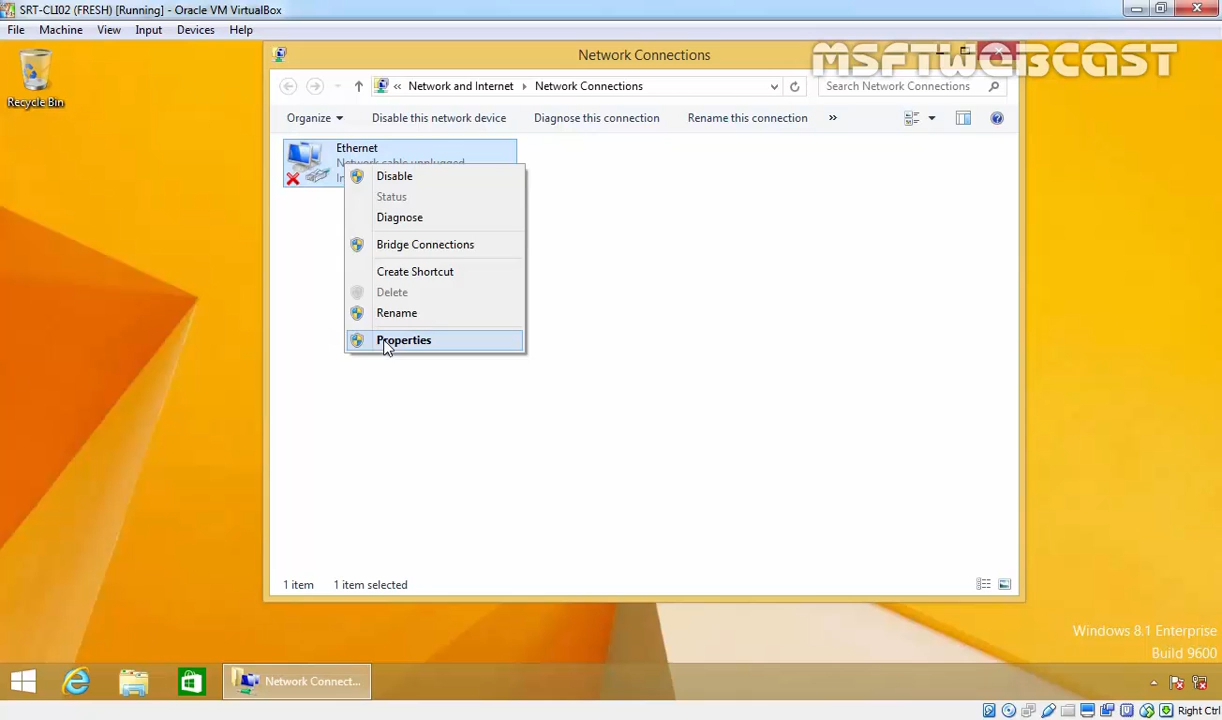 SRT-CLI02 (FRESH) [Running] - Oracle VM VirtualBox
File Machine View Input Devices Help
MSFTWEBCAST
Recycle Bin
Network Connections
« Network and Internet Network Connections
Search Network Connections
Organize Disable this network device Diagnose this connection Rename this connection »
Ethernet
Network cable unplugged
Disable
Status
Diagnose
Bridge Connections
Create Shortcut
Delete
Rename
Properties
1 item 1 item selected
Windows 8.1 Enterprise
Build 9600
Network Connect...
Right Ctrl